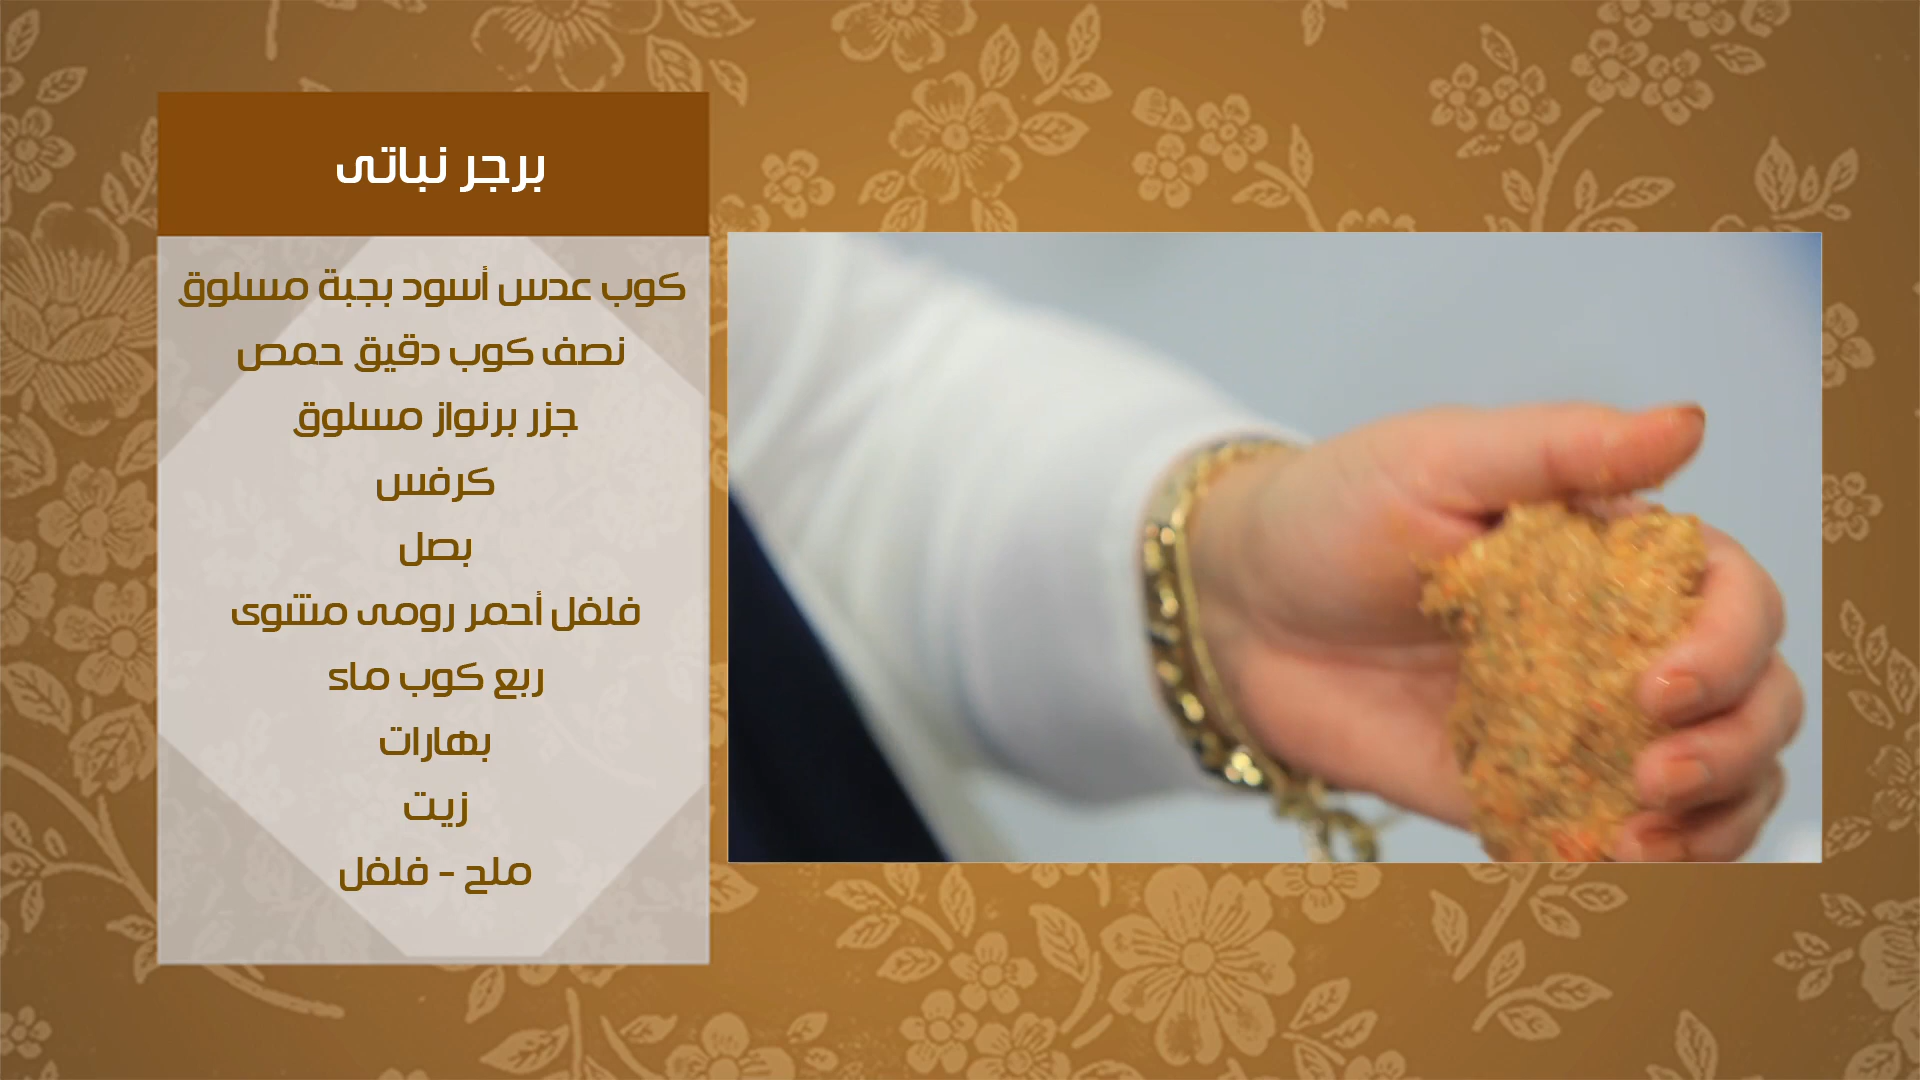 برجر نباتى
كوب عدس أسود بجبة مسلوق
نصف كوب دقيق حمص
جزر برنواز مسلوق
كرفس
بصل
فلفل أحمر رومى مشوى
ربع كوب ماء
بهارات
زيت
ملح - فلفل